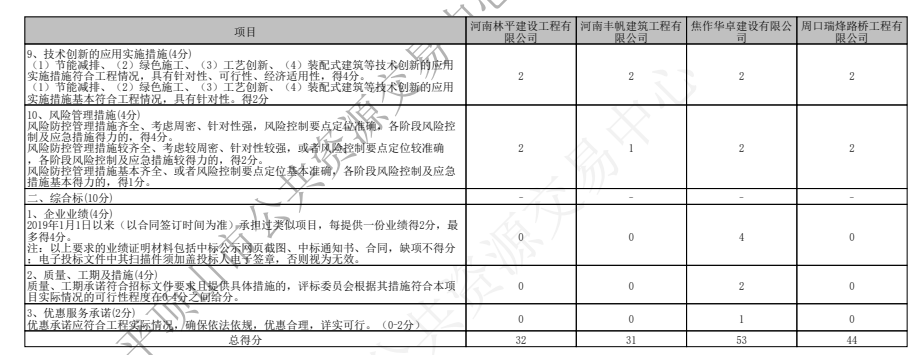 项目 河南林平建设工程有 河南丰帆建筑工程有 焦作华卓建设有限公 周口瑞烽路桥工程有
限公司 限公司 司 限公司
9、技术创新的应用实施措施(4分)
（1）节能减排、（2）绿色施工、（3）工艺创新、（4）装配式建筑等技术创新的应用
实施措施符合工程情况，具有针对性、可行性、经济适用性，得4分。
（1）节能减排、（2）绿色施工、（3）工艺创新、（4）装配式建筑等技术创新的应用
实施措施基本符合工程情况，具有针对性。得2分
2 2 2 2
10、风险管理措施(4分)
风险防控管理措施齐全、考虑周密、针对性强，风险控制要点定位准确，各阶段风险控
制及应急措施得力的，得4分。
风险防控管理措施较齐全、考虑较周密、针对性较强，或者风险控制要点定位较准确
，各阶段风险控制及应急措施较得力的，得2分。
风险防控管理措施基本齐全、或者风险控制要点定位基本准确，各阶段风险控制及应急
措施基本得力的，得1分。
2 1 2 2
二、综合标(10分) - - - -
1、企业业绩(4分)
2019年1月1日以来（以合同签订时间为准）承担过类似项目，每提供一份业绩得2分，最
多得4分。
注：以上要求的业绩证明材料包括中标公示网页截图、中标通知书、合同，缺项不得分
；电子投标文件中其扫描件须加盖投标人电子签章，否则视为无效。
0 0 4 0
2、质量、工期及措施(4分)
质量、工期承诺符合招标文件要求且提供具体措施的，评标委员会根据其措施符合本项
目实际情况的可行性程度在0-4分之间给分。
0 0 2 0
3、优惠服务承诺(2分)
优惠承诺应符合工程实际情况，确保依法依规，优惠合理，详实可行。（0-2分）
0 0 1 0
总得分 32 31 53 44
平顶山市公共资源交易中心
公共资源交易中心